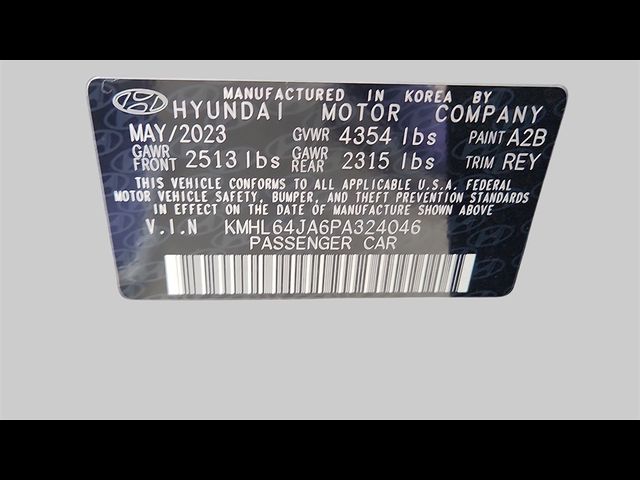 MANUFACTURED IN KOREA BY
HYUNDAI MOTOR COMPANY
MAY/2023 GVWR 4354 lbs PAINT A2B
GAWR FRONT 2513 lbs GAWR REAR 2315 lbs TRIM REY
THIS VEHICLE CONFORMS TO ALL APPLICABLE U.S.A. FEDERAL
MOTOR VEHICLE SAFETY, BUMPER, AND THEFT PREVENTION STANDARDS
IN EFFECT ON THE DATE OF MANUFACTURE SHOWN ABOVE
V.I.N KMHL64JA6PA324046
PASSENGER CAR